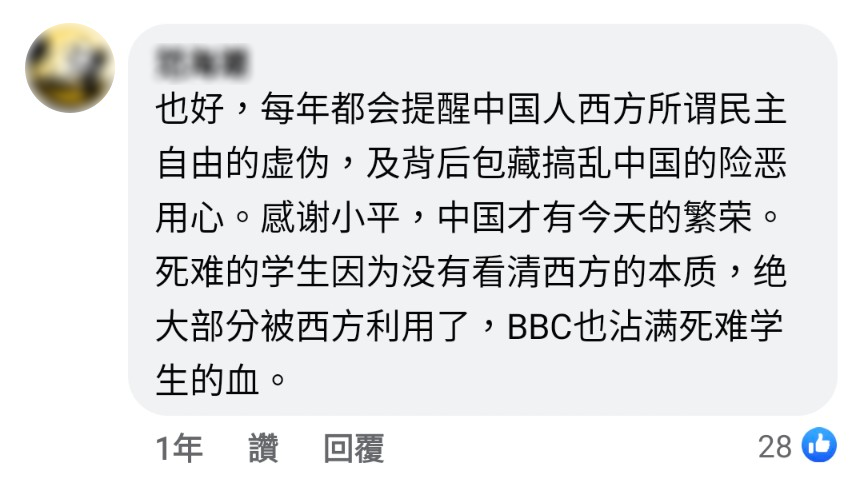 也好，每年都会提醒中国人西方所谓民主
自由的虚伪，及背后包藏搞乱中国的险恶
用心。感谢小平，中国才有今天的繁荣。
死难的学生因为没有看清西方的本质，绝
大部分被西方利用了，BBC也沾满死难学
生的血。
1年 讚 回覆 28